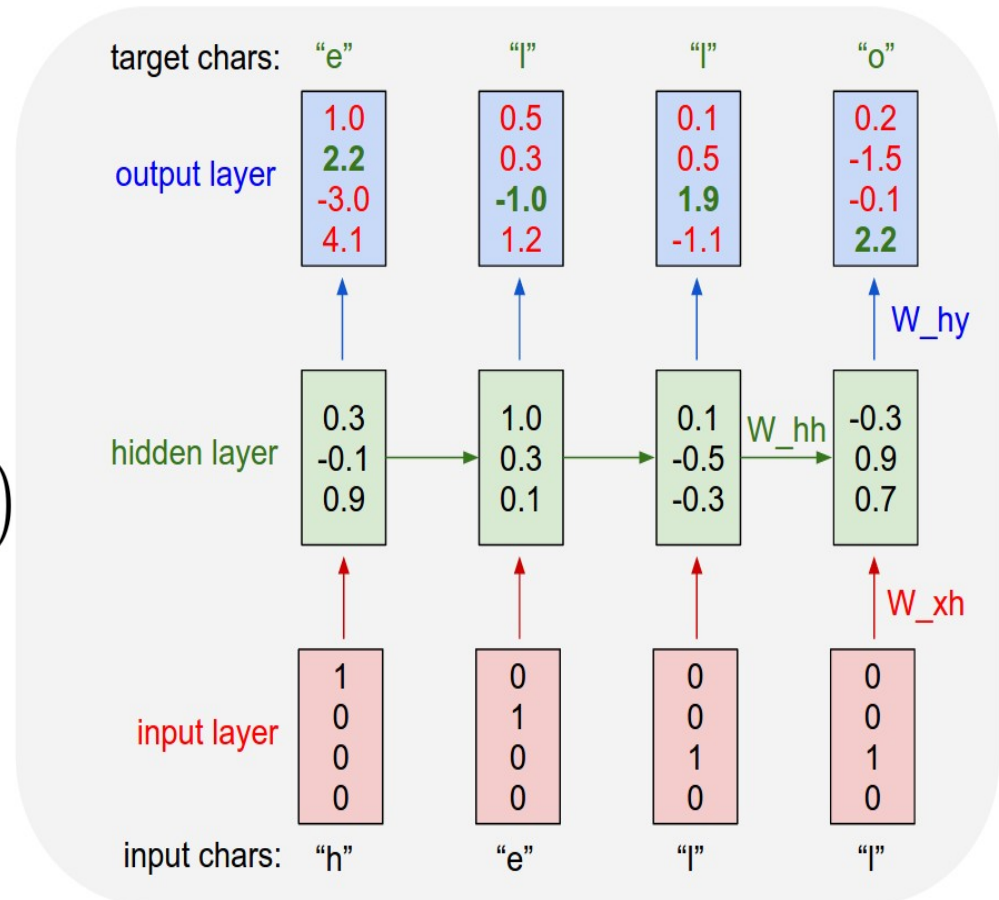 target chars: “e” “l” “l” “o”
output layer
1.0 0.5 0.1 0.2
2.2 0.3 0.5 -1.5
-3.0 -1.0 1.9 -0.1
4.1 1.2 -1.1 2.2
W_hy
hidden layer
0.3 1.0 0.1 -0.3
-0.1 0.3 -0.5 0.9
0.9 0.1 -0.3 0.7
W_hh
)
W_xh
input layer
1 0 0 0
0 1 0 0
0 0 1 1
0 0 0 0
input chars: “h” “e” “l” “l”